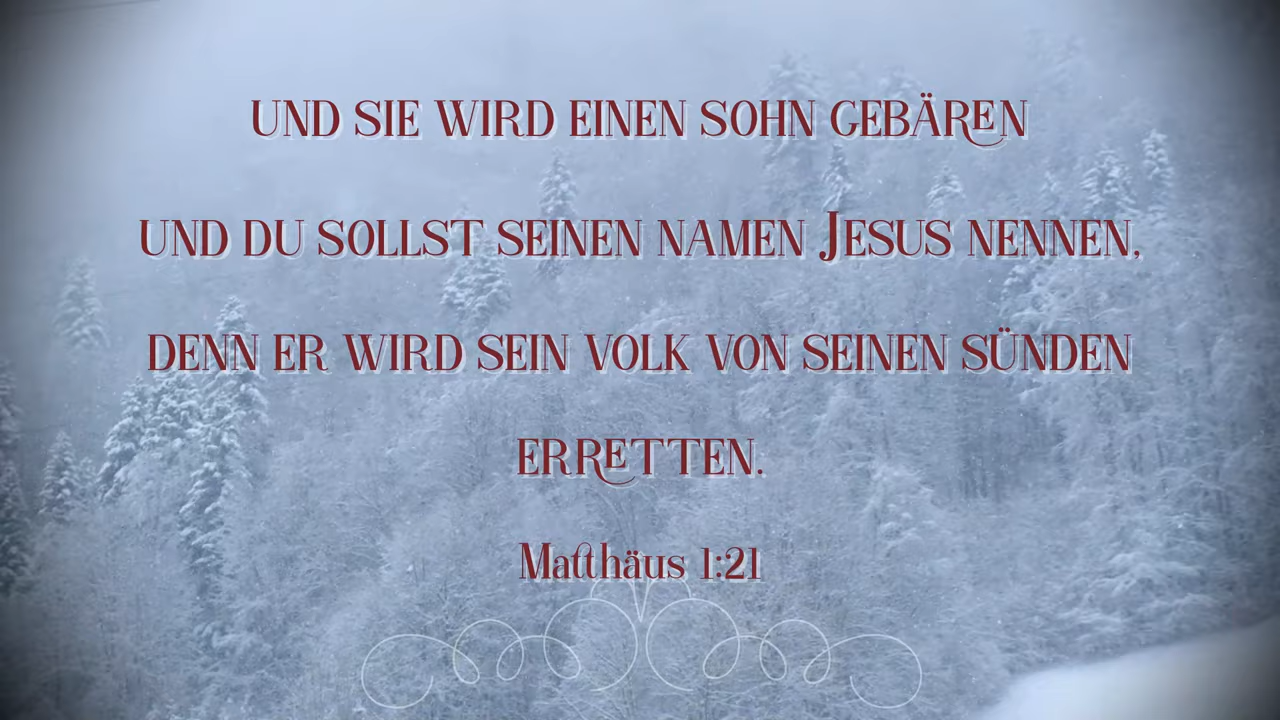 UND SIE WIRD EINEN SOHN GEBÄREN
UND DU SOLLST SEINEN NAMEN JESUS NENNEN,
DENN ER WIRD SEIN VOLK VON SEINEN SÜNDEN
ERRETTEN.
Matthäus 1:21